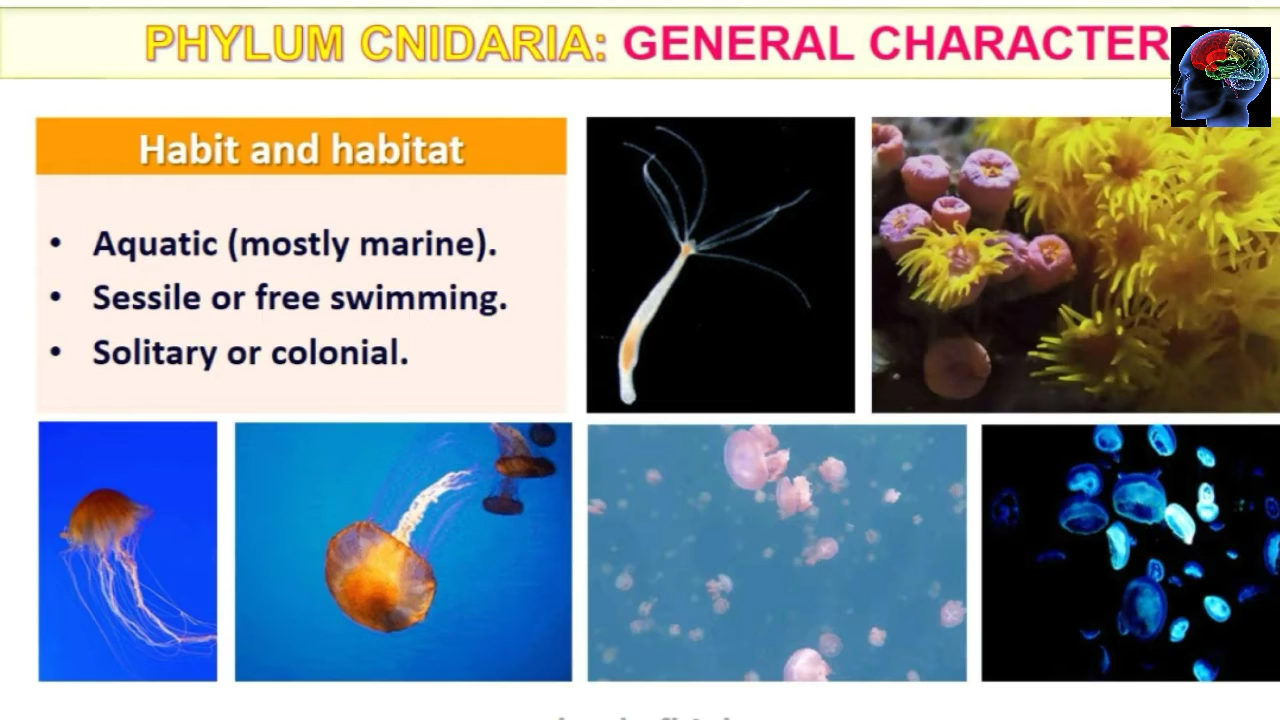 PHYLUM CNIDARIA: GENERAL CHARACTER
Habit and habitat
• Aquatic (mostly marine).
• Sessile or free swimming.
• Solitary or colonial.